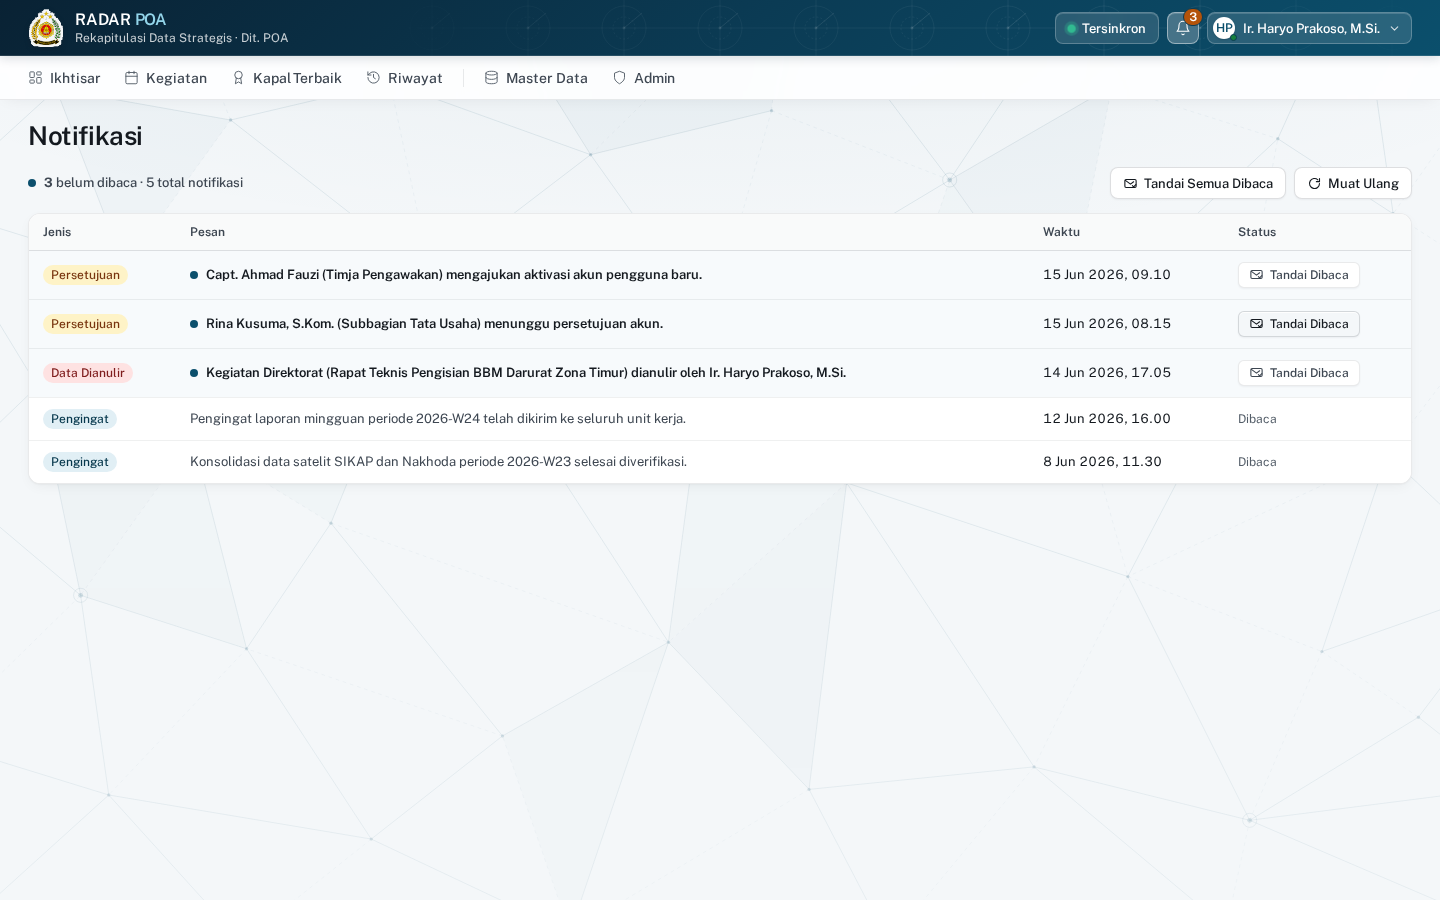 RADAR POA
Rekapitulasi Data Strategis · Dit. POA
Tersinkron
3
HP
Ir. Haryo Prakoso, M.Si.
Ikhtisar
Kegiatan
Kapal Terbaik
Riwayat
Master Data
Admin
Notifikasi
3 belum dibaca · 5 total notifikasi
Tandai Semua Dibaca
Muat Ulang
Jenis Pesan Waktu Status
Persetujuan Capt. Ahmad Fauzi (Timja Pengawakan) mengajukan aktivasi akun pengguna baru. 15 Jun 2026, 09.10 Tandai Dibaca
Persetujuan Rina Kusuma, S.Kom. (Subbagian Tata Usaha) menunggu persetujuan akun. 15 Jun 2026, 08.15 Tandai Dibaca
Data Dianulir Kegiatan Direktorat (Rapat Teknis Pengisian BBM Darurat Zona Timur) dianulir oleh Ir. Haryo Prakoso, M.Si. 14 Jun 2026, 17.05 Tandai Dibaca
Pengingat Pengingat laporan mingguan periode 2026-W24 telah dikirim ke seluruh unit kerja. 12 Jun 2026, 16.00 Dibaca
Pengingat Konsolidasi data satelit SIKAP dan Nakhoda periode 2026-W23 selesai diverifikasi. 8 Jun 2026, 11.30 Dibaca